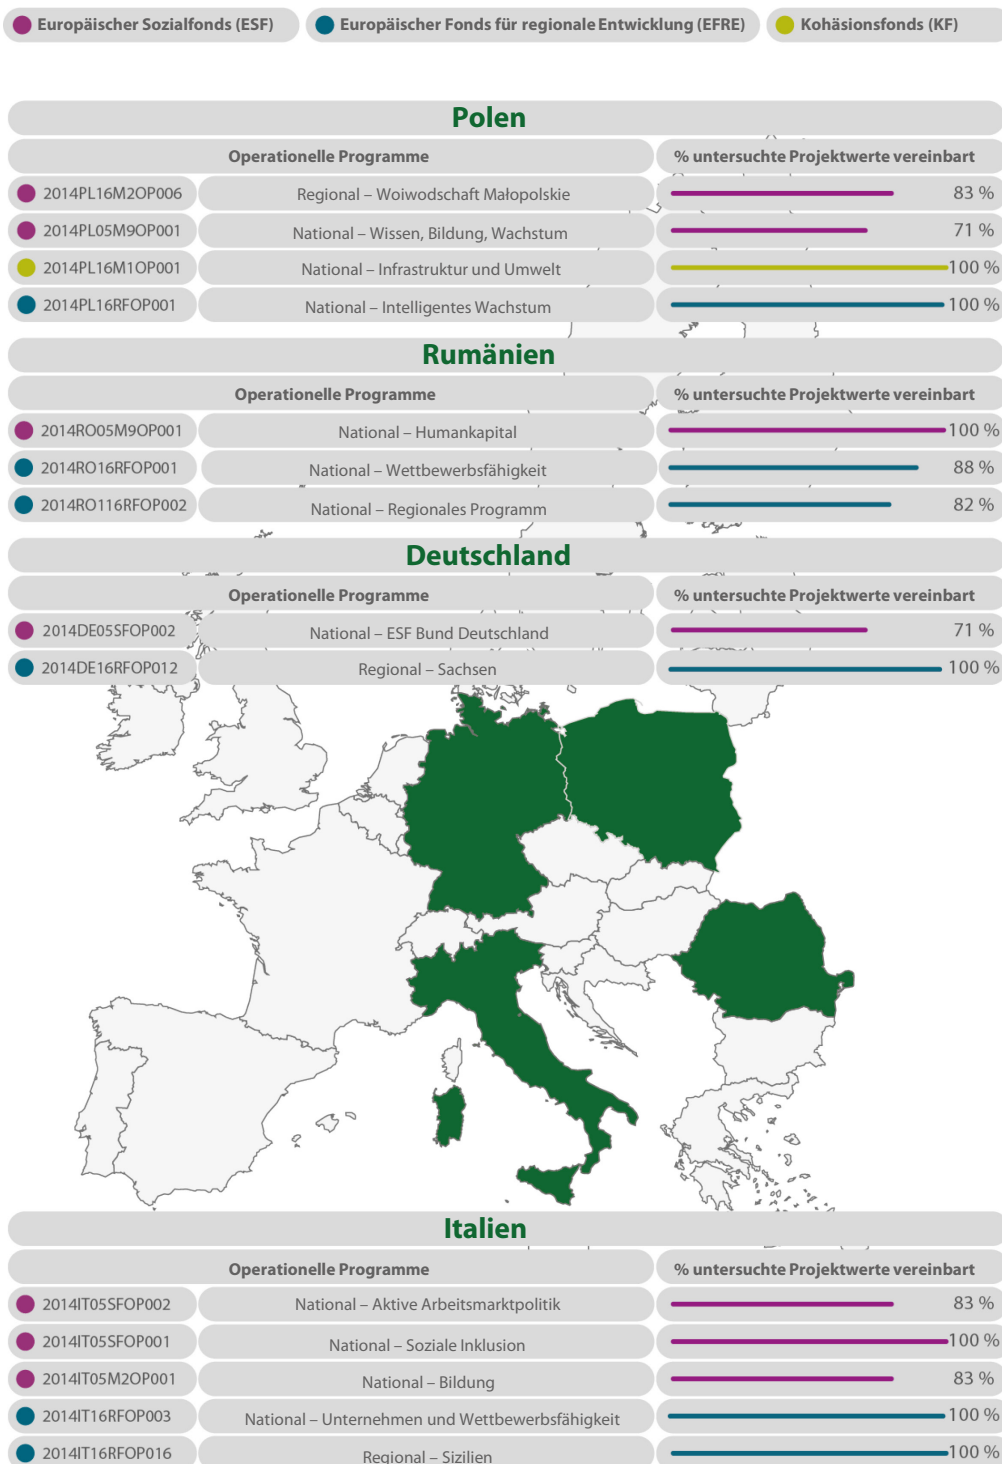 Europäischer Sozialfonds (ESF) Europäischer Fonds für regionale Entwicklung (EFRE) Kohäsionsfonds (KF)
Polen
Operationelle Programme % untersuchte Projektwerte vereinbart
2014PL16M2OP006 Regional – Woiwodschaft Małopolskie 83 %
2014PL05M9OP001 National – Wissen, Bildung, Wachstum 71 %
2014PL16M1OP001 National – Infrastruktur und Umwelt 100 %
2014PL16RFOP001 National – Intelligentes Wachstum 100 %
Rumänien
Operationelle Programme % untersuchte Projektwerte vereinbart
2014RO05M9OP001 National – Humankapital 100 %
2014RO16RFOP001 National – Wettbewerbsfähigkeit 88 %
2014RO116RFOP002 National – Regionales Programm 82 %
Deutschland
Operationelle Programme % untersuchte Projektwerte vereinbart
2014DE05SFOP002 National – ESF Bund Deutschland 71 %
2014DE16RFOP012 Regional – Sachsen 100 %
Italien
Operationelle Programme % untersuchte Projektwerte vereinbart
2014IT05SFOP002 National – Aktive Arbeitsmarktpolitik 83 %
2014IT05SFOP001 National – Soziale Inklusion 100 %
2014IT05M2OP001 National – Bildung 83 %
2014IT16RFOP003 National – Unternehmen und Wettbewerbsfähigkeit 100 %
2014IT16RFOP016 Regional – Sizilien 100 %